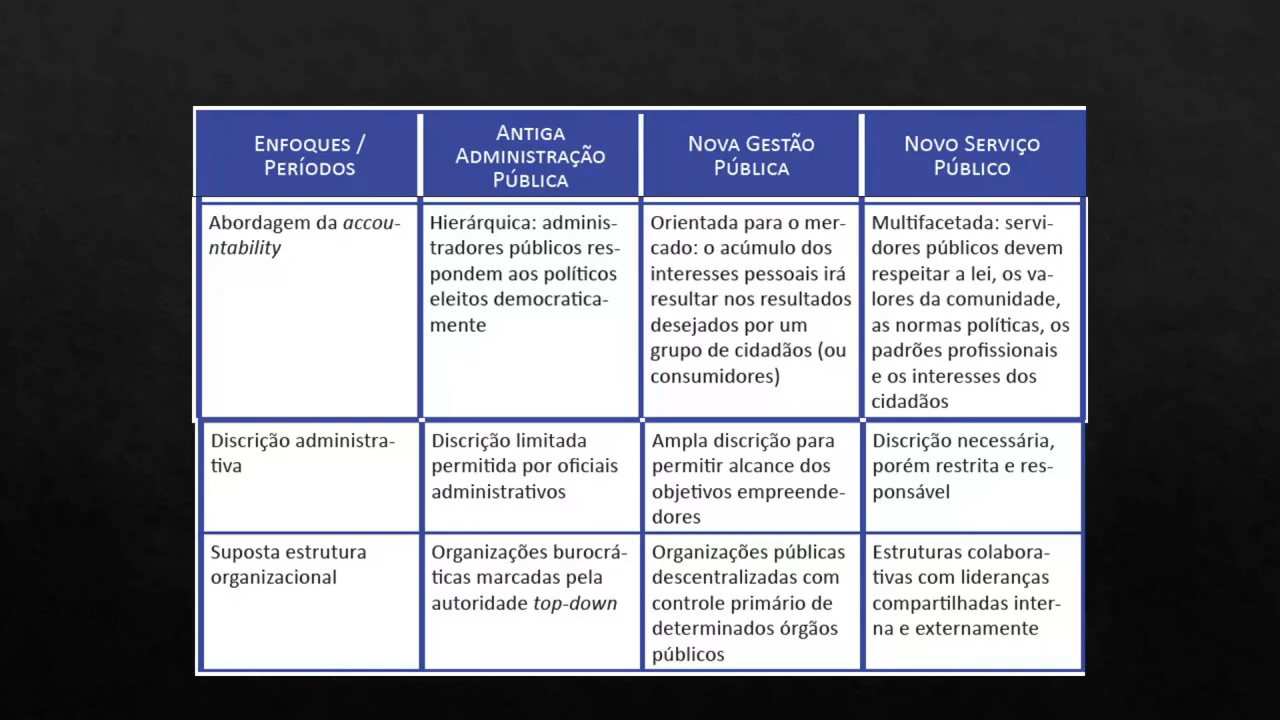 ENFOQUES /
PERÍODOS
ANTIGA
ADMINISTRAÇÃO
PÚBLICA
NOVA GESTÃO
PÚBLICA
NOVO SERVIÇO
PÚBLICO
Abordagem da accou-
ntability
Hierárquica: adminis-
tradores públicos res-
pondem aos políticos
eleitos democratica-
mente
Orientada para o mer-
cado: o acúmulo dos
interesses pessoais irá
resultar nos resultados
desejados por um
grupo de cidadãos (ou
consumidores)
Multifacetada: servi-
dores públicos devem
respeitar a lei, os va-
lores da comunidade,
as normas políticas, os
padrões profissionais
e os interesses dos
cidadãos
Discrição administra-
tiva
Discrição limitada
permitida por oficiais
administrativos
Ampla discrição para
permitir alcance dos
objetivos empreende-
dores
Discrição necessária,
porém restrita e res-
ponsável
Suposta estrutura
organizacional
Organizações burocrá-
ticas marcadas pela
autoridade top-down
Organizações públicas
descentralizadas com
controle primário de
determinados órgãos
públicos
Estruturas colabora-
tivas com lideranças
compartilhadas inter-
na e externamente